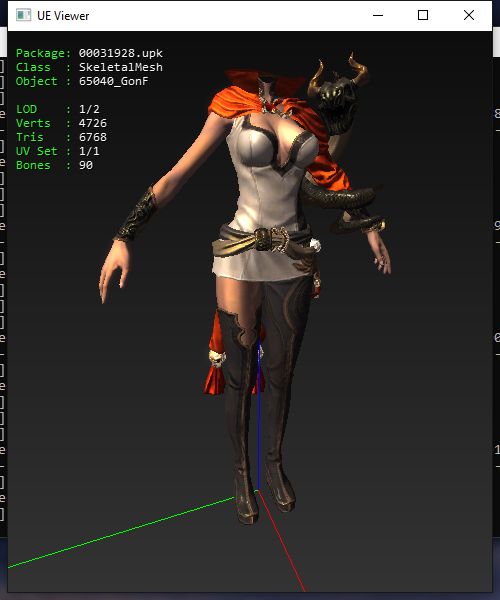 UE Viewer
Package: 00031928.upk
Class  : SkeletalMesh
Object : 65040_GonF
LOD    : 1/2
Verts  : 4726
Tris   : 6768
UV Set : 1/1
Bones  : 90